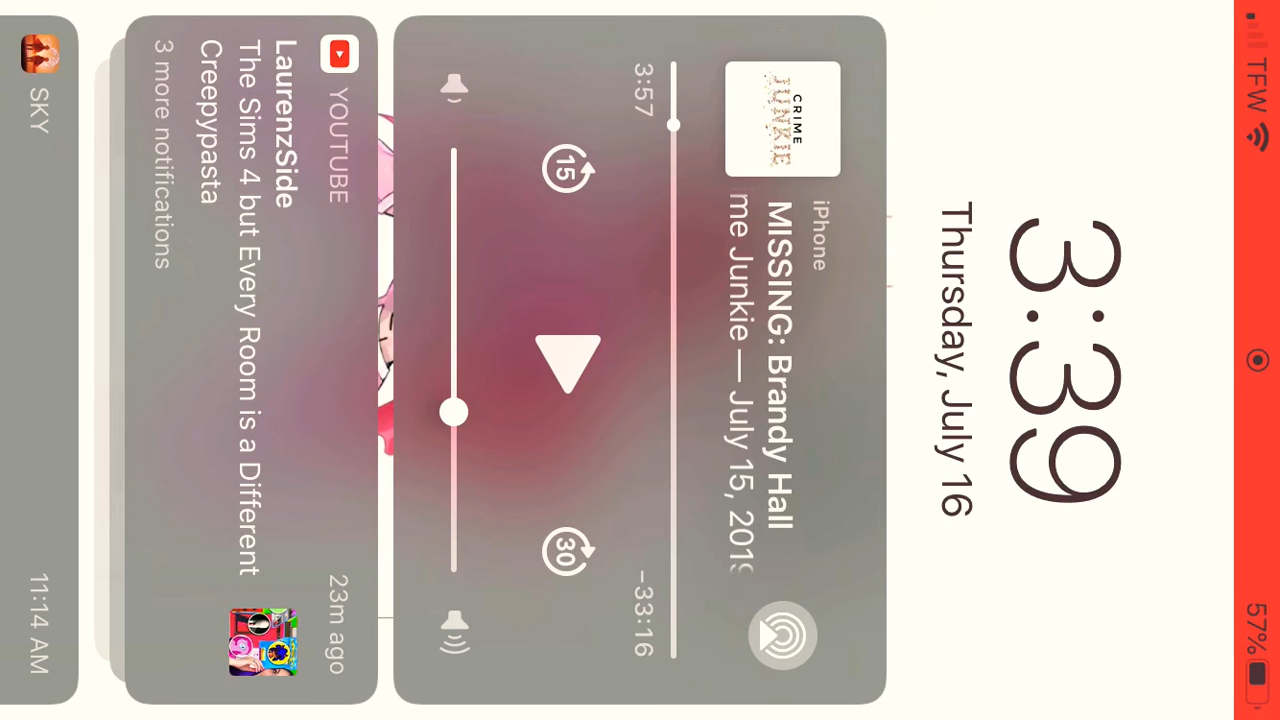 TFW 57%
3:39
Thursday, July 16
CRIME
JUNKIE
iPhone
MISSING: Brandy Hall
me Junkie — July 15, 2019
3:57 -33:16
15 30
YOUTUBE 23m ago
LaurenzSide
The Sims 4 but Every Room is a Different
Creepypasta
3 more notifications
SKY 11:14 AM